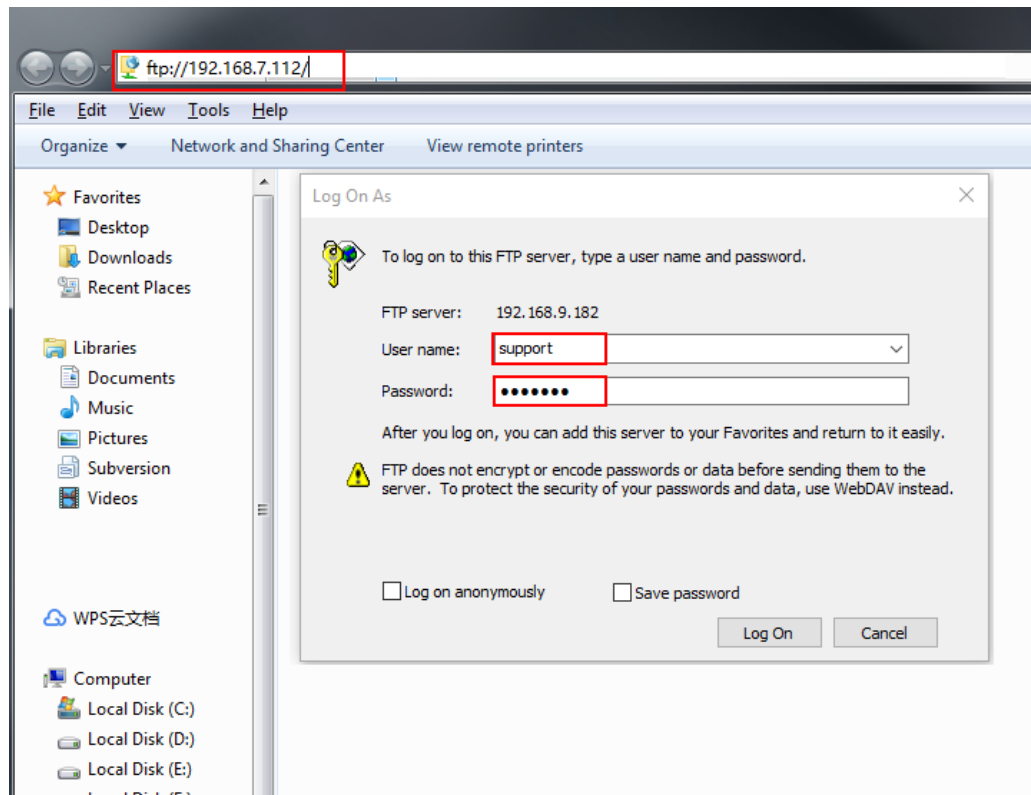 ftp://192.168.7.112/
File Edit View Tools Help
Organize Network and Sharing Center View remote printers
Favorites
Desktop
Downloads
Recent Places
Libraries
Documents
Music
Pictures
Subversion
Videos
WPS云文档
Computer
Local Disk (C:)
Local Disk (D:)
Local Disk (E:)
Log On As
To log on to this FTP server, type a user name and password.
FTP server: 192.168.9.182
User name: support
Password: •••••••
After you log on, you can add this server to your Favorites and return to it easily.
FTP does not encrypt or encode passwords or data before sending them to the
server. To protect the security of your passwords and data, use WebDAV instead.
Log on anonymously Save password
Log On Cancel